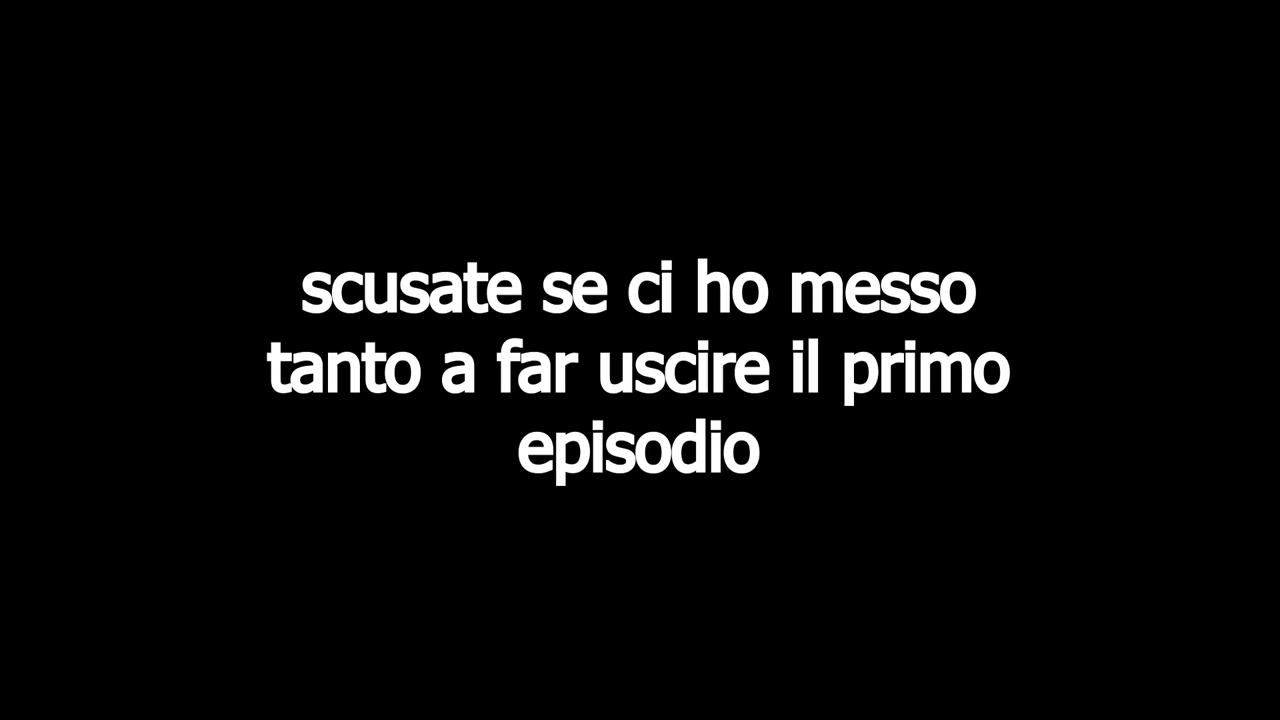 scusate se ci ho messo
tanto a far uscire il primo
episodio